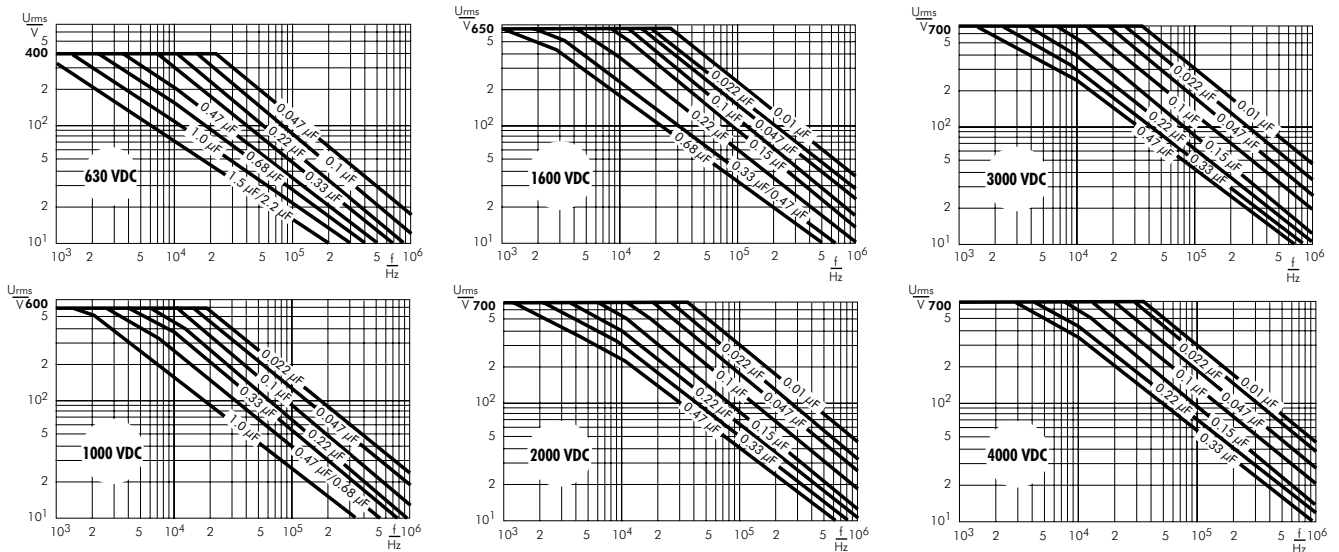 Urms
V
400
5
2
10²
5
2
10¹
0.047 µF
0.1 µF
0.22 µF
0.33 µF
0.47 µF
0.68 µF
1.0 µF
1.5 µF/2.2 µF
630 VDC
10³ 2 5 10⁴ 2 5 10⁵ 2 5 10⁶
f
Hz
Urms
V
650
5
2
10²
5
2
10¹
0.01 µF
0.022 µF
0.047 µF
0.1 µF
0.15 µF
0.22 µF
0.33 µF/0.47 µF
0.68 µF
1600 VDC
10³ 2 5 10⁴ 2 5 10⁵ 2 5 10⁶
f
Hz
Urms
V
700
5
2
10²
5
2
10¹
0.01 µF
0.022 µF
0.047 µF
0.1 µF
0.15 µF
0.22 µF
0.33 µF
0.47 µF
3000 VDC
10³ 2 5 10⁴ 2 5 10⁵ 2 5 10⁶
f
Hz
Urms
V
600
5
2
10²
5
2
10¹
0.022 µF
0.047 µF
0.1 µF
0.22 µF
0.33 µF
0.47 µF/0.68 µF
1.0 µF
1000 VDC
10³ 2 5 10⁴ 2 5 10⁵ 2 5 10⁶
f
Hz
Urms
V
700
5
2
10²
5
2
10¹
0.01 µF
0.022 µF
0.047 µF
0.1 µF
0.15 µF
0.22 µF
0.33 µF
0.47 µF
2000 VDC
10³ 2 5 10⁴ 2 5 10⁵ 2 5 10⁶
f
Hz
Urms
V
700
5
2
10²
5
2
10¹
0.01 µF
0.022 µF
0.047 µF
0.1 µF
0.15 µF
0.22 µF
0.33 µF
4000 VDC
10³ 2 5 10⁴ 2 5 10⁵ 2 5 10⁶
f
Hz